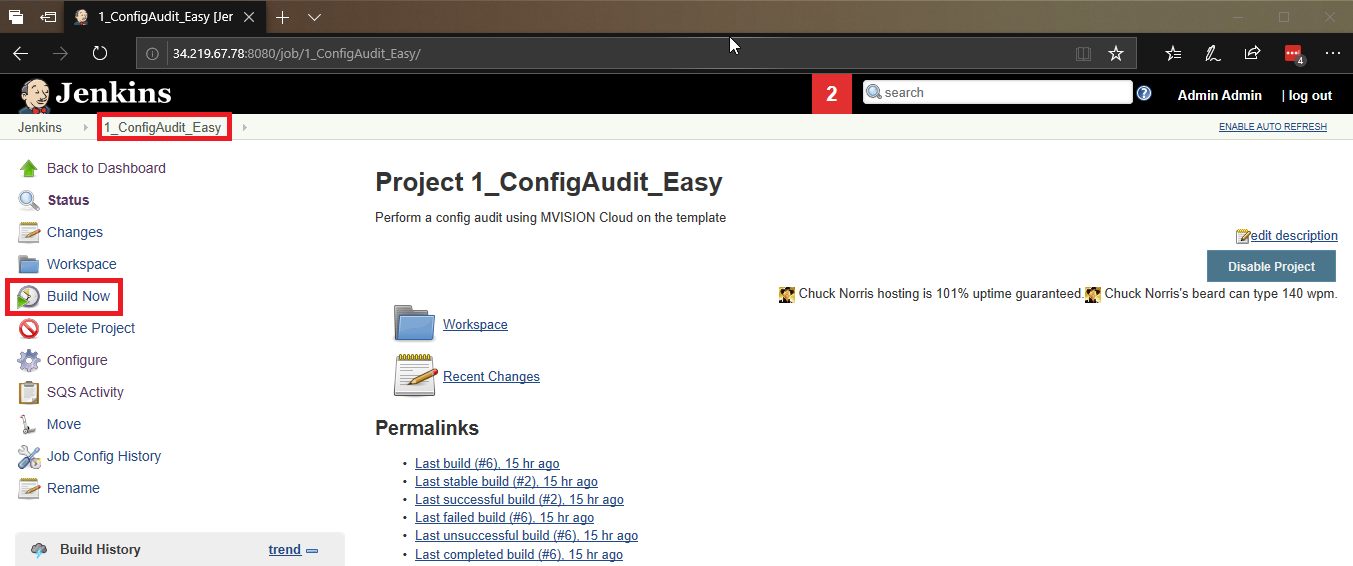 1_ConfigAudit_Easy [Jer
34.219.67.78:8080/job/1_ConfigAudit_Easy/
4
Jenkins
2
search
Admin Admin
| log out
Jenkins
1_ConfigAudit_Easy
ENABLE AUTO REFRESH
Back to Dashboard
Status
Changes
Workspace
Build Now
Delete Project
Configure
SQS Activity
Move
Job Config History
Rename
Build History
trend
Project 1_ConfigAudit_Easy
Perform a config audit using MVISION Cloud on the template
edit description
Disable Project
Chuck Norris hosting is 101% uptime guaranteed. Chuck Norris's beard can type 140 wpm.
Workspace
Recent Changes
Permalinks
Last build (#6), 15 hr ago
Last stable build (#2), 15 hr ago
Last successful build (#2), 15 hr ago
Last failed build (#6), 15 hr ago
Last unsuccessful build (#6), 15 hr ago
Last completed build (#6), 15 hr ago